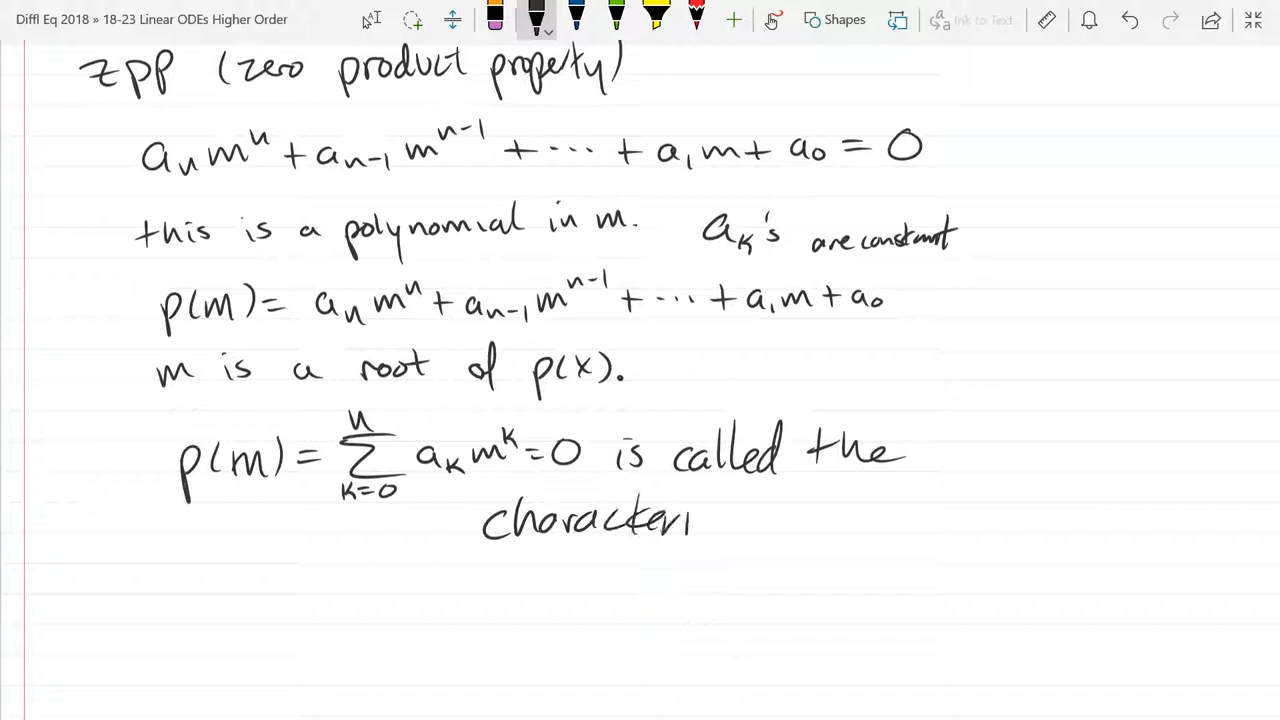 Diffl Eq 2018 » 18-23 Linear ODEs Higher Order
Shapes
Ink to Text
zpp (zero product property)
aₙmⁿ + aₙ₋₁mⁿ⁻¹ + ⋯ + a₁m + a₀ = 0
this is a polynomial in m. aₖ's are constant
p(m) = aₙmⁿ + aₙ₋₁mⁿ⁻¹ + ⋯ + a₁m + a₀
m is a root of p(x).
p(m) = ∑ₖ₌₀ⁿ aₖmᵏ = 0 is called the
characteri